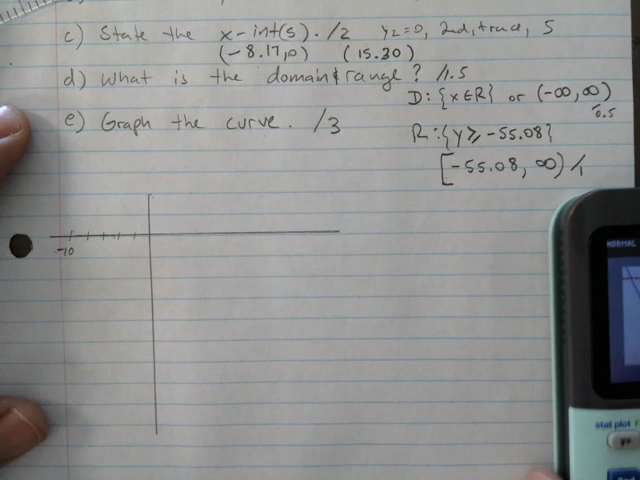 c) State the x-int(s). /2 y2=0, 2nd, trace, 5
(-8.17,0) (15.30)
d) What is the domain & range? /1.5
D: {x∈R} or (-∞,∞)
/0.5
e) Graph the curve. /3
R: {y≥-55.08}
[-55.08, ∞) /1
-10
NORMAL
stat plot
y=